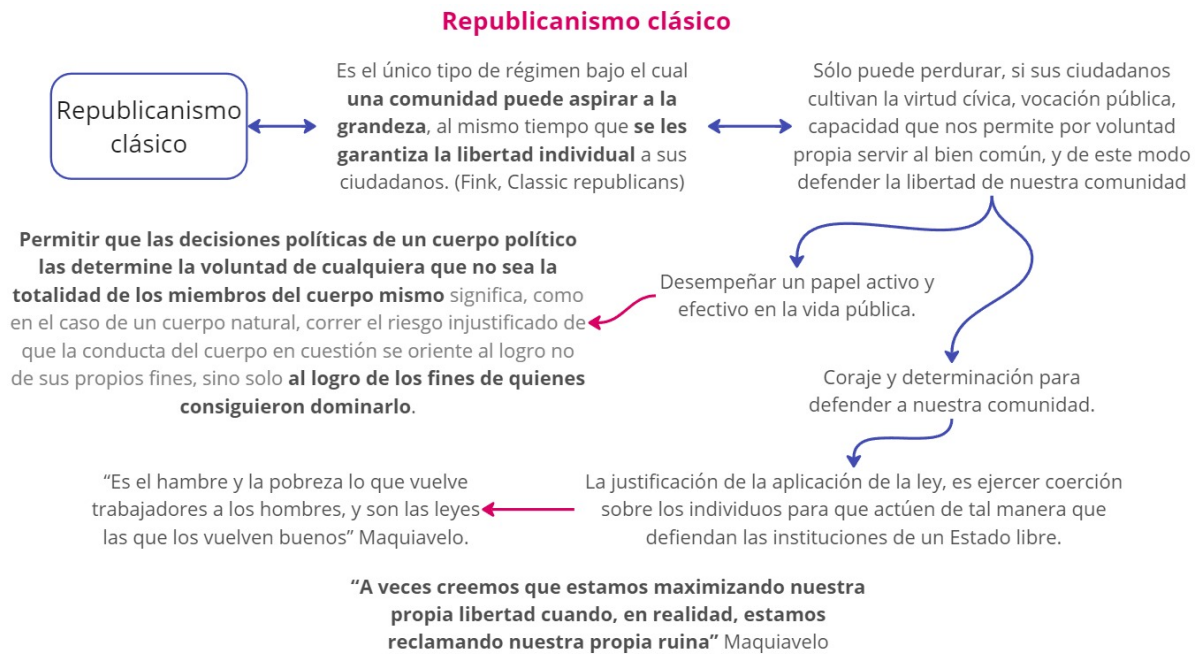 Republicanismo clásico
Republicanismo
clásico
Es el único tipo de régimen bajo el cual
una comunidad puede aspirar a la
grandeza, al mismo tiempo que se les
garantiza la libertad individual a sus
ciudadanos. (Fink, Classic republicans)
Sólo puede perdurar, si sus ciudadanos
cultivan la virtud cívica, vocación pública,
capacidad que nos permite por voluntad
propia servir al bien común, y de este modo
defender la libertad de nuestra comunidad
Permitir que las decisiones políticas de un cuerpo político
las determine la voluntad de cualquiera que no sea la
totalidad de los miembros del cuerpo mismo significa, como
en el caso de un cuerpo natural, correr el riesgo injustificado de
que la conducta del cuerpo en cuestión se oriente al logro no
de sus propios fines, sino solo al logro de los fines de quienes
consiguieron dominarlo.
Desempeñar un papel activo y
efectivo en la vida pública.
Coraje y determinación para
defender a nuestra comunidad.
“Es el hambre y la pobreza lo que vuelve
trabajadores a los hombres, y son las leyes
las que los vuelven buenos” Maquiavelo.
La justificación de la aplicación de la ley, es ejercer coerción
sobre los individuos para que actúen de tal manera que
defiendan las instituciones de un Estado libre.
“A veces creemos que estamos maximizando nuestra
propia libertad cuando, en realidad, estamos
reclamando nuestra propia ruina” Maquiavelo